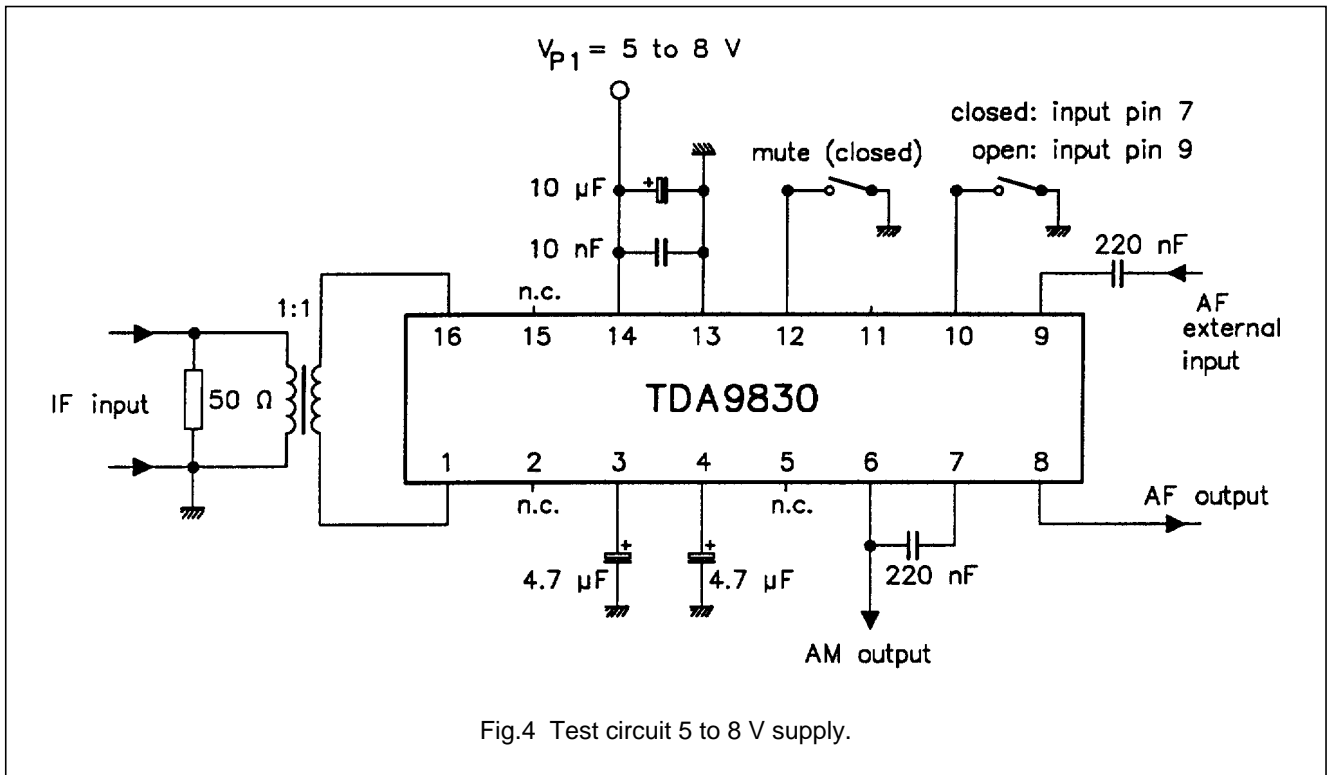 V_P1 = 5 to 8 V
closed: input pin 7
mute (closed)
open: input pin 9
10 µF
10 nF
220 nF
n.c.
1:1
AF
external
input
16 15 14 13 12 11 10 9
IF input
50 Ω
TDA9830
1 2 3 4 5 6 7 8
n.c.
n.c.
AF output
4.7 µF
4.7 µF
220 nF
AM output
Fig.4 Test circuit 5 to 8 V supply.